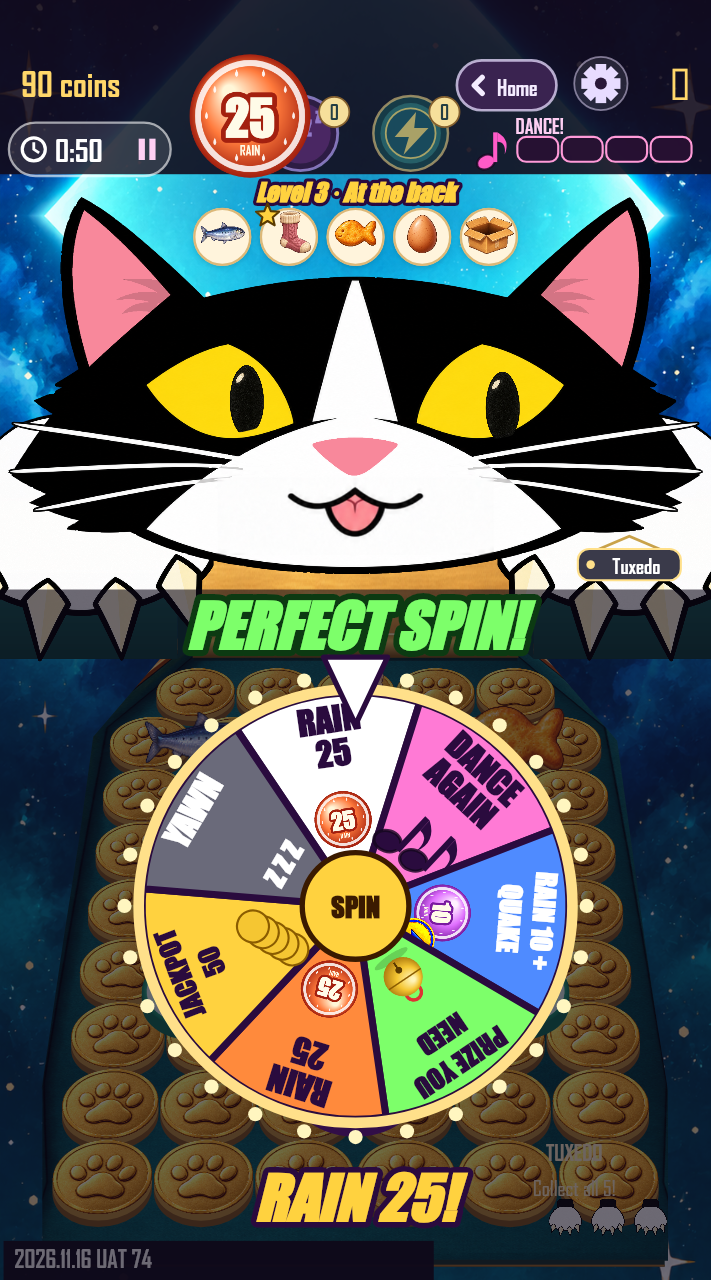 90 coins
25
RAIN
0
0
Home
0
0:50
DANCE!
Level 3 · At the back
Tuxedo
PERFECT SPIN!
RAIN
25
DANCE
AGAIN
YAWN
ZZZ
25
SPIN
10
RAIN 10 +
QUAKE
JACKPOT
50
25
RAIN
25
PRIZE YOU
NEED
TUXEDO
Collect all 5!
RAIN 25!
2026.11.16 UAT 74